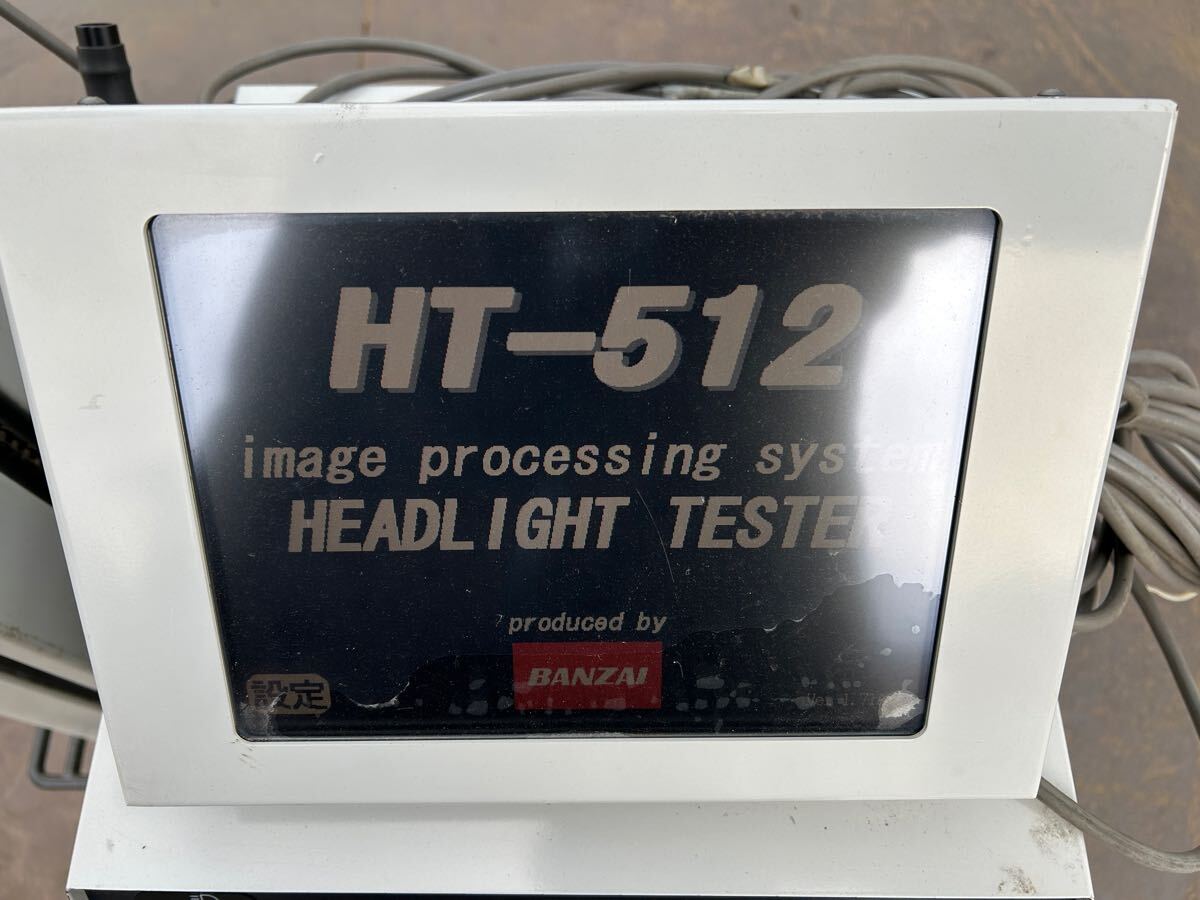 HT-512
image processing system
HEADLIGHT TESTER
produced by
BANZAI
設定